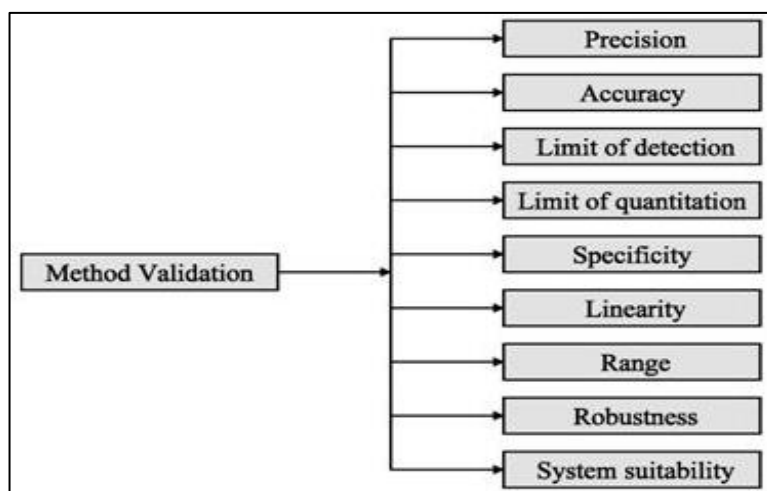 Precision
Accuracy
Limit of detection
Limit of quantitation
Method Validation
Specificity
Linearity
Range
Robustness
System suitability